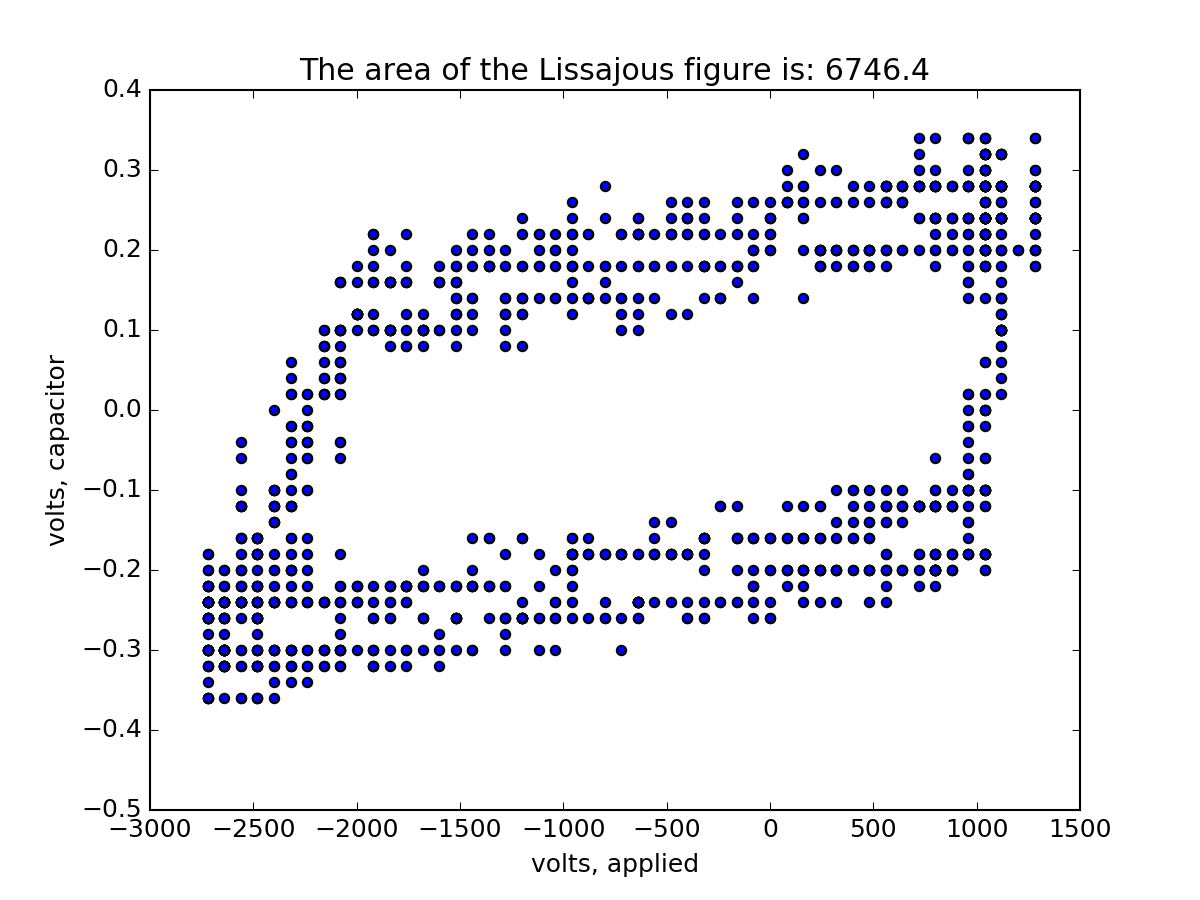 The area of the Lissajous figure is: 6746.4
0.4
0.3
0.2
0.1
0.0
−0.1
−0.2
−0.3
−0.4
−0.5
volts, capacitor
−3000 −2500 −2000 −1500 −1000 −500 0 500 1000 1500
volts, applied